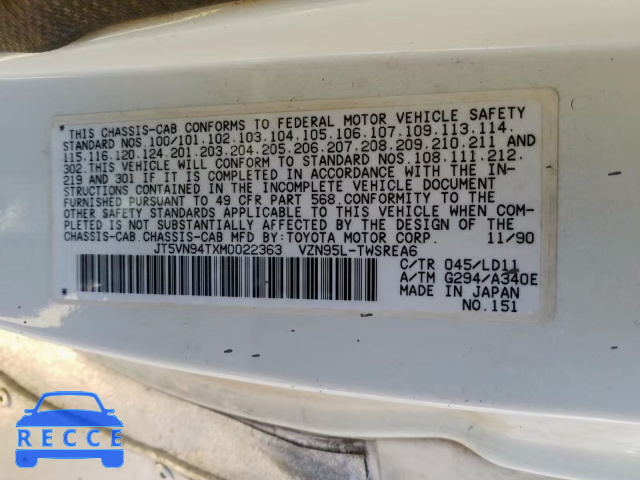 THIS CHASSIS-CAB CONFORMS TO FEDERAL MOTOR VEHICLE SAFETY
STANDARD NOS.100/101.102.103.104.105.106.107.109.113.114.
115.116.120.124.201.203.204.205.206.207.208.209.210.211 AND
302.THIS VEHICLE WILL CONFORM TO STANDARD NOS.108.111.212.
219 AND 301 IF IT IS COMPLETED IN ACCORDANCE WITH THE IN-
STRUCTIONS CONTAINED IN THE INCOMPLETE VEHICLE DOCUMENT
FURNISHED PURSUANT TO 49 CFR PART 568.CONFORMITY TO THE
OTHER SAFETY STANDARDS APPLICABLE TO THIS VEHICLE WHEN COM-
PLETED IS NOT SUBSTANTIALLY AFFECTED BY THE DESIGN OF THE
CHASSIS-CAB.CHASSIS-CAB MFD BY:TOYOTA MOTOR CORP. 11/90
JT5VN94TXM0022363 VZN95L-TWSREA6
C/TR 045/LD11
A/TM G294/A340E
MADE IN JAPAN
NO.151
RECCE